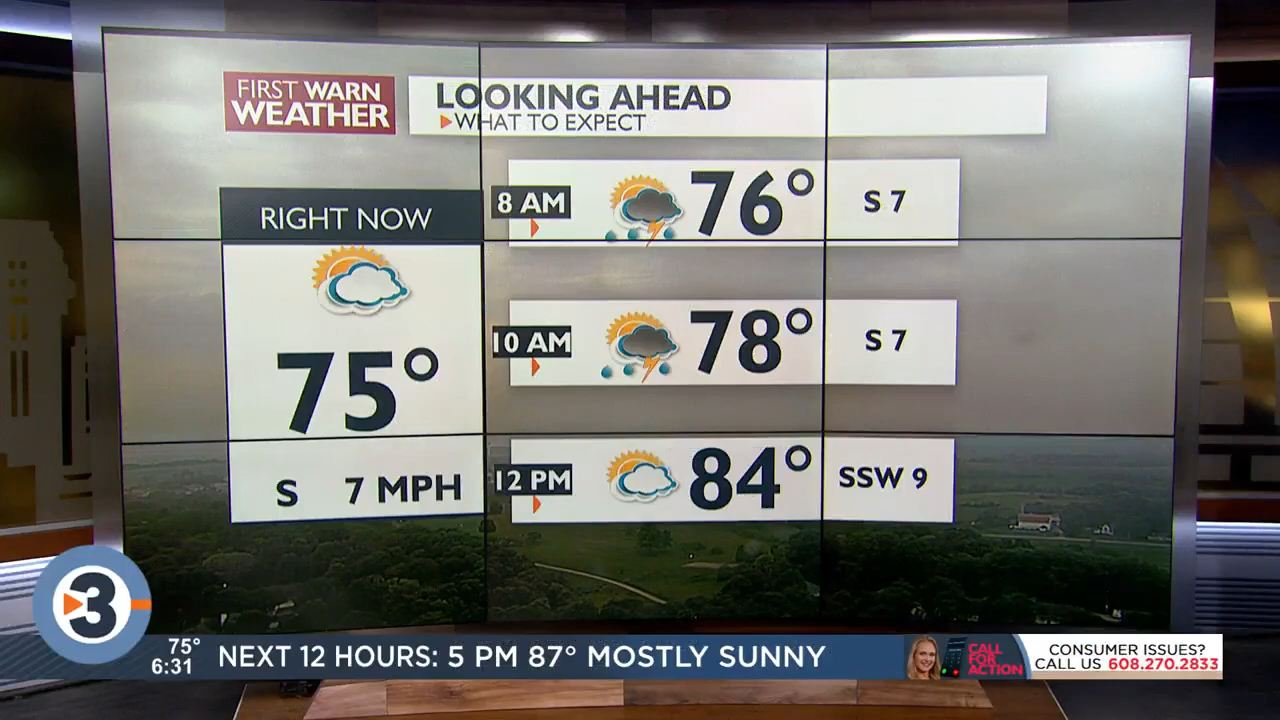 FIRST WARN
WEATHER
LOOKING AHEAD
WHAT TO EXPECT
RIGHT NOW
75°
S 7 MPH
8 AM 76° S 7
10 AM 78° S 7
12 PM 84° SSW 9
3
75°
6:31
NEXT 12 HOURS: 5 PM 87° MOSTLY SUNNY
CALL
FOR
ACTION
CONSUMER ISSUES?
CALL US 608.270.2833